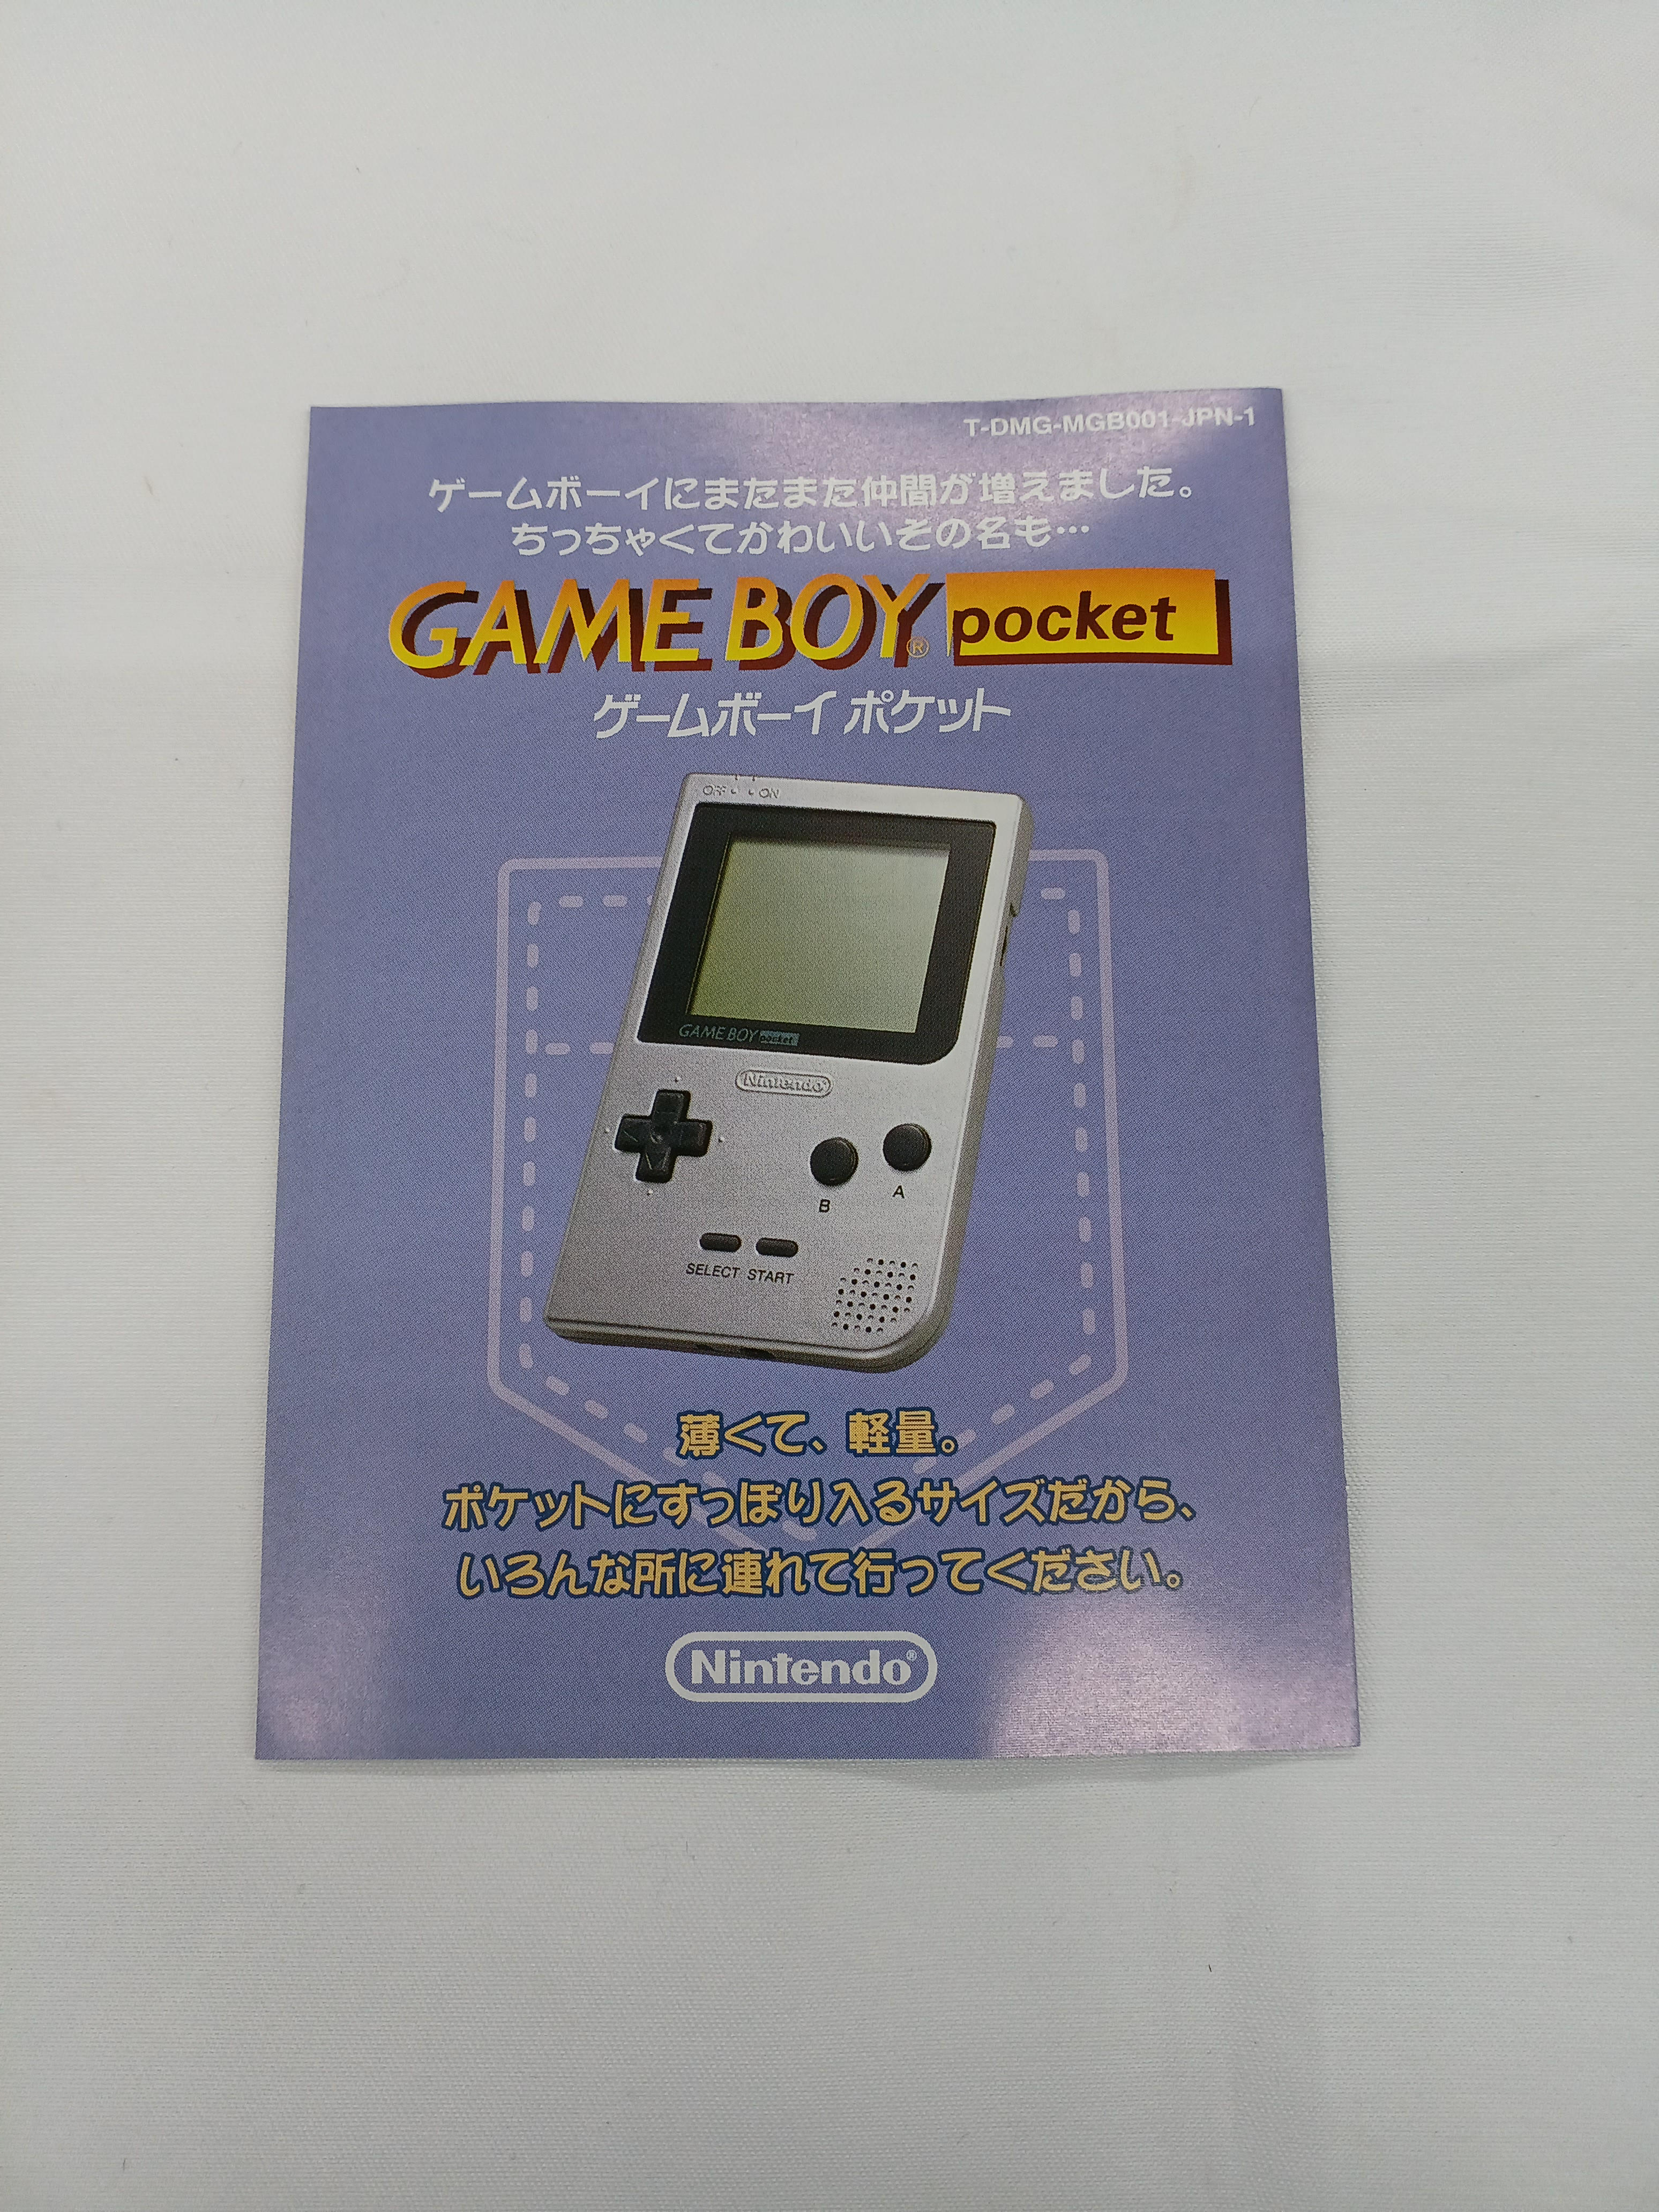 T-DMG-MGB001-JPN-1
ゲームボーイにまたまた仲間が増えました。
ちっちゃくてかわいいその名も…
GAME BOY® pocket
ゲームボーイ ポケット
OFF ON
GAME BOY pocket
Nintendo
B A
SELECT START
薄くて、軽量。
ポケットにすっぽり入るサイズだから、
いろんな所に連れて行ってください。
Nintendo®